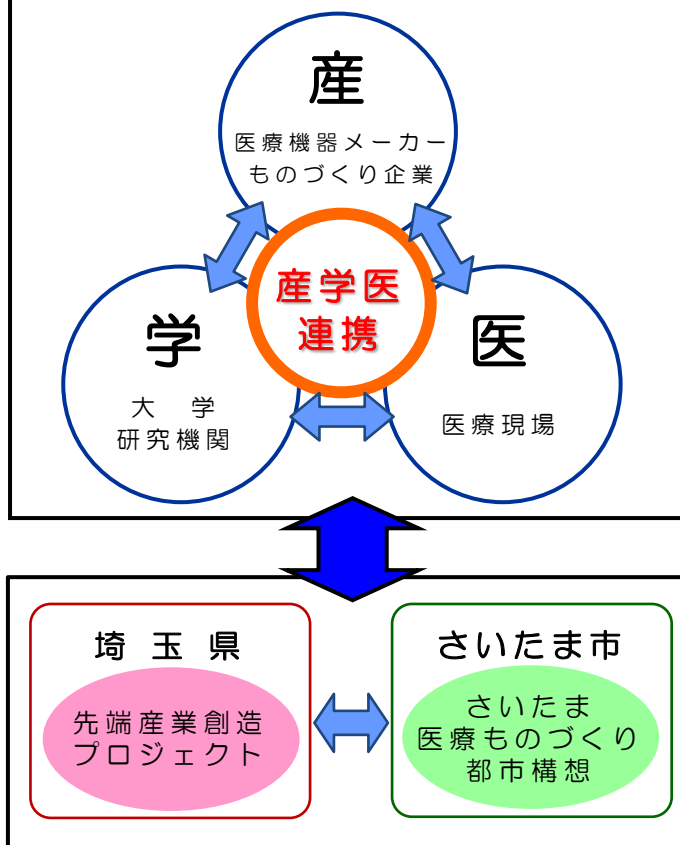 産
医療機器メーカー
ものづくり企業
産学医
連携
学
大　学
研究機関
医
医療現場
埼 玉 県
先端産業創造
プロジェクト
さいたま市
さいたま
医療ものづくり
都市構想